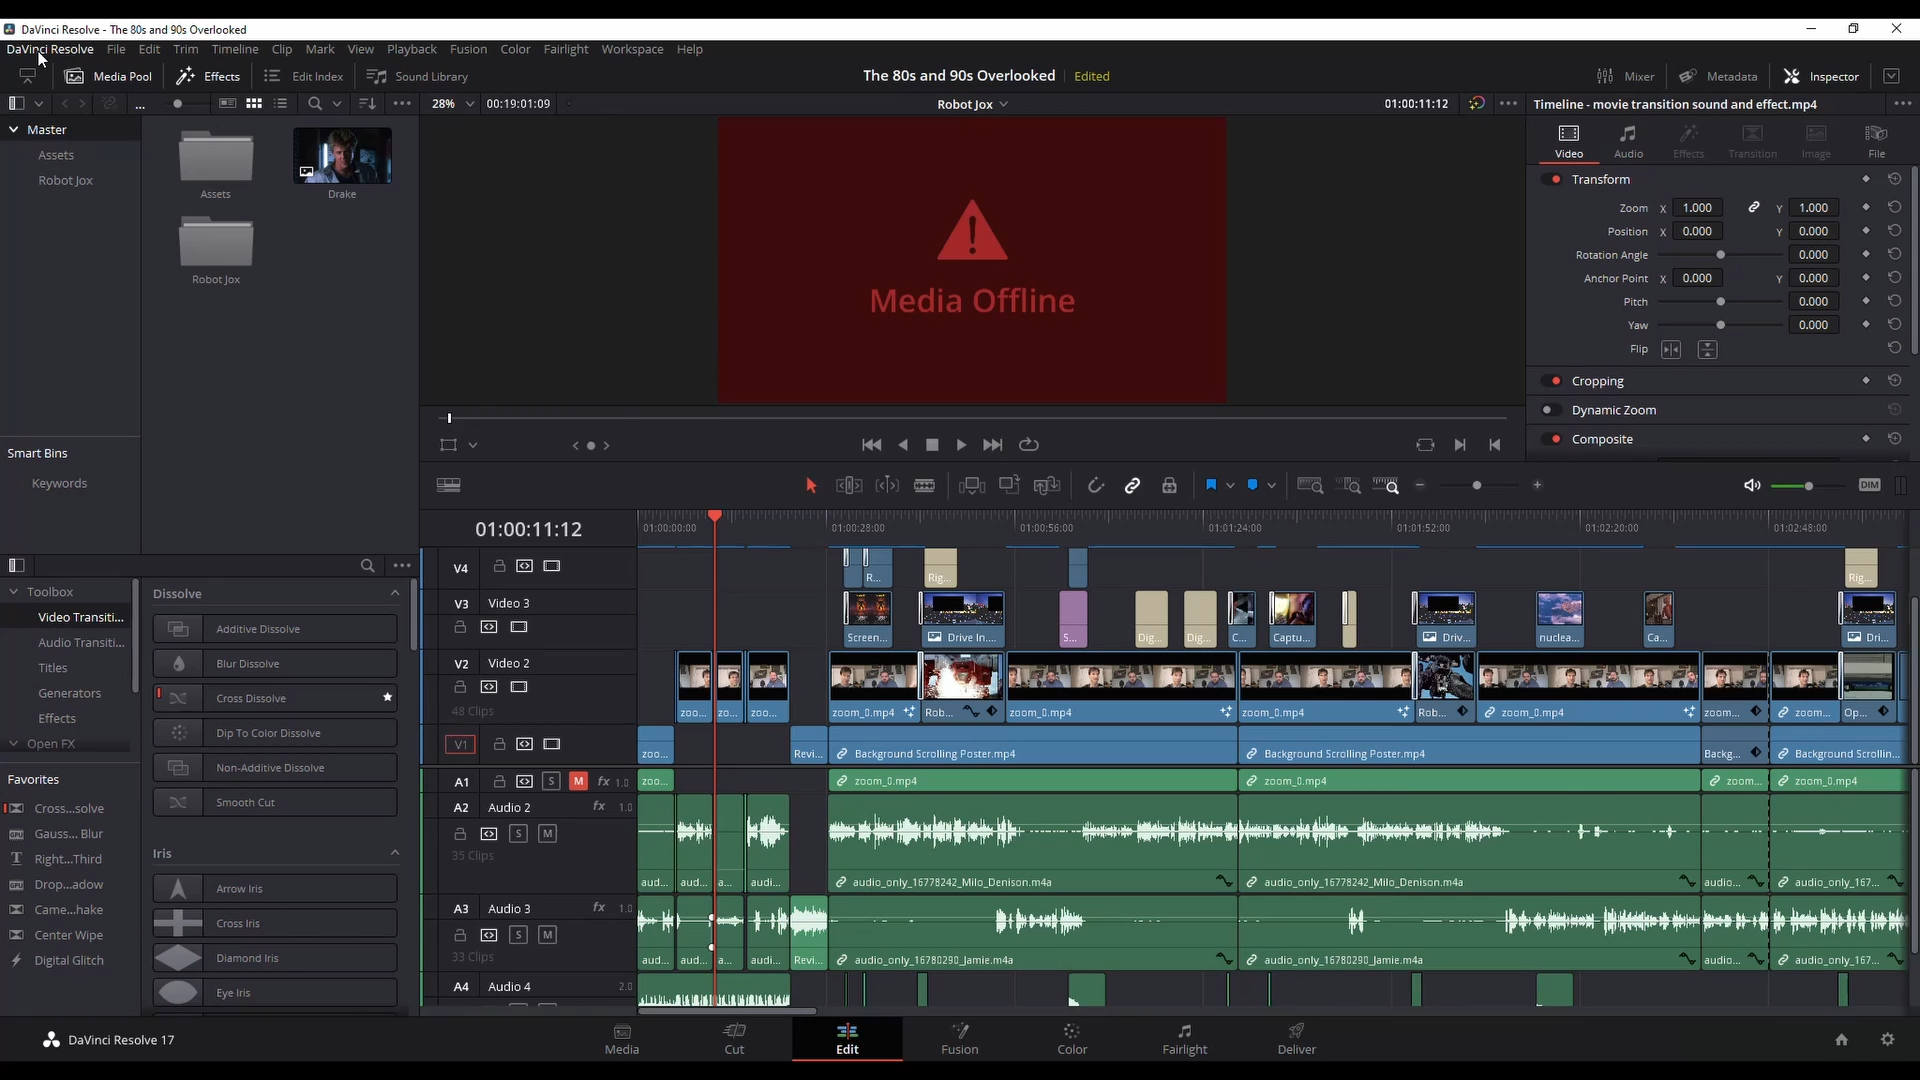 DaVinci Resolve - The 80s and 90s Overlooked
DaVinci Resolve File Edit Trim Timeline Clip Mark View Playback Fusion Color Fairlight Workspace Help
Media Pool Effects Edit Index Sound Library The 80s and 90s Overlooked Edited Mixer Metadata Inspector
... 28% 00:19:01:09 Robot Jox 01:00:11:12 Timeline - movie transition sound and effect.mp4
Master
Assets
Robot Jox
Assets
Drake
Robot Jox
Smart Bins
Keywords
Media Offline
Video Audio Effects Transition Image File
Transform
Zoom X 1.000 Y 1.000
Position X 0.000 Y 0.000
Rotation Angle 0.000
Anchor Point X 0.000 Y 0.000
Pitch 0.000
Yaw 0.000
Flip
Cropping
Dynamic Zoom
Composite
DIM
Toolbox
Video Transiti...
Audio Transiti...
Titles
Generators
Effects
Open FX
Favorites
Cross...solve
Gauss... Blur
Right...Third
Drop...adow
Came...hake
Center Wipe
Digital Glitch
Dissolve
Additive Dissolve
Blur Dissolve
Cross Dissolve
Dip To Color Dissolve
Non-Additive Dissolve
Smooth Cut
Iris
Arrow Iris
Cross Iris
Diamond Iris
Eye Iris
01:00:11:12 01:00:00:00 01:00:28:00 01:00:56:00 01:01:24:00 01:01:52:00 01:02:20:00 01:02:48:00
V4 R... Rig... Rig...
V3 Video 3
Screen... Drive In.... S... Dig... Dig... C... Captu... Driv... nuclea... Ca... Dri...
V2 Video 2
48 Clips zoo... zo... zoo... zoom_0.mp4 Rob... zoom_0.mp4 zoom_0.mp4 Rob... zoom_0.mp4 zoom... zoom... Op...
V1 zoo... Revi... Background Scrolling Poster.mp4 Background Scrolling Poster.mp4 Backg... Background Scrollin...
A1 S M fx 1.0 zoo... zoom_0.mp4 zoom_0.mp4 zoom... zoom_0.mp4
A2 Audio 2 fx 1.0
S M
35 Clips
aud... aud... a... audi... audio_only_16778242_Milo_Denison.m4a audio_only_16778242_Milo_Denison.m4a audio... audio_only_167...
A3 Audio 3 fx 1.0
S M
33 Clips
aud... aud... a... audi... Revi... audio_only_16780290_Jamie.m4a audio_only_16780290_Jamie.m4a audio... audio_only_167...
A4 Audio 4 2.0
DaVinci Resolve 17 Media Cut Edit Fusion Color Fairlight Deliver